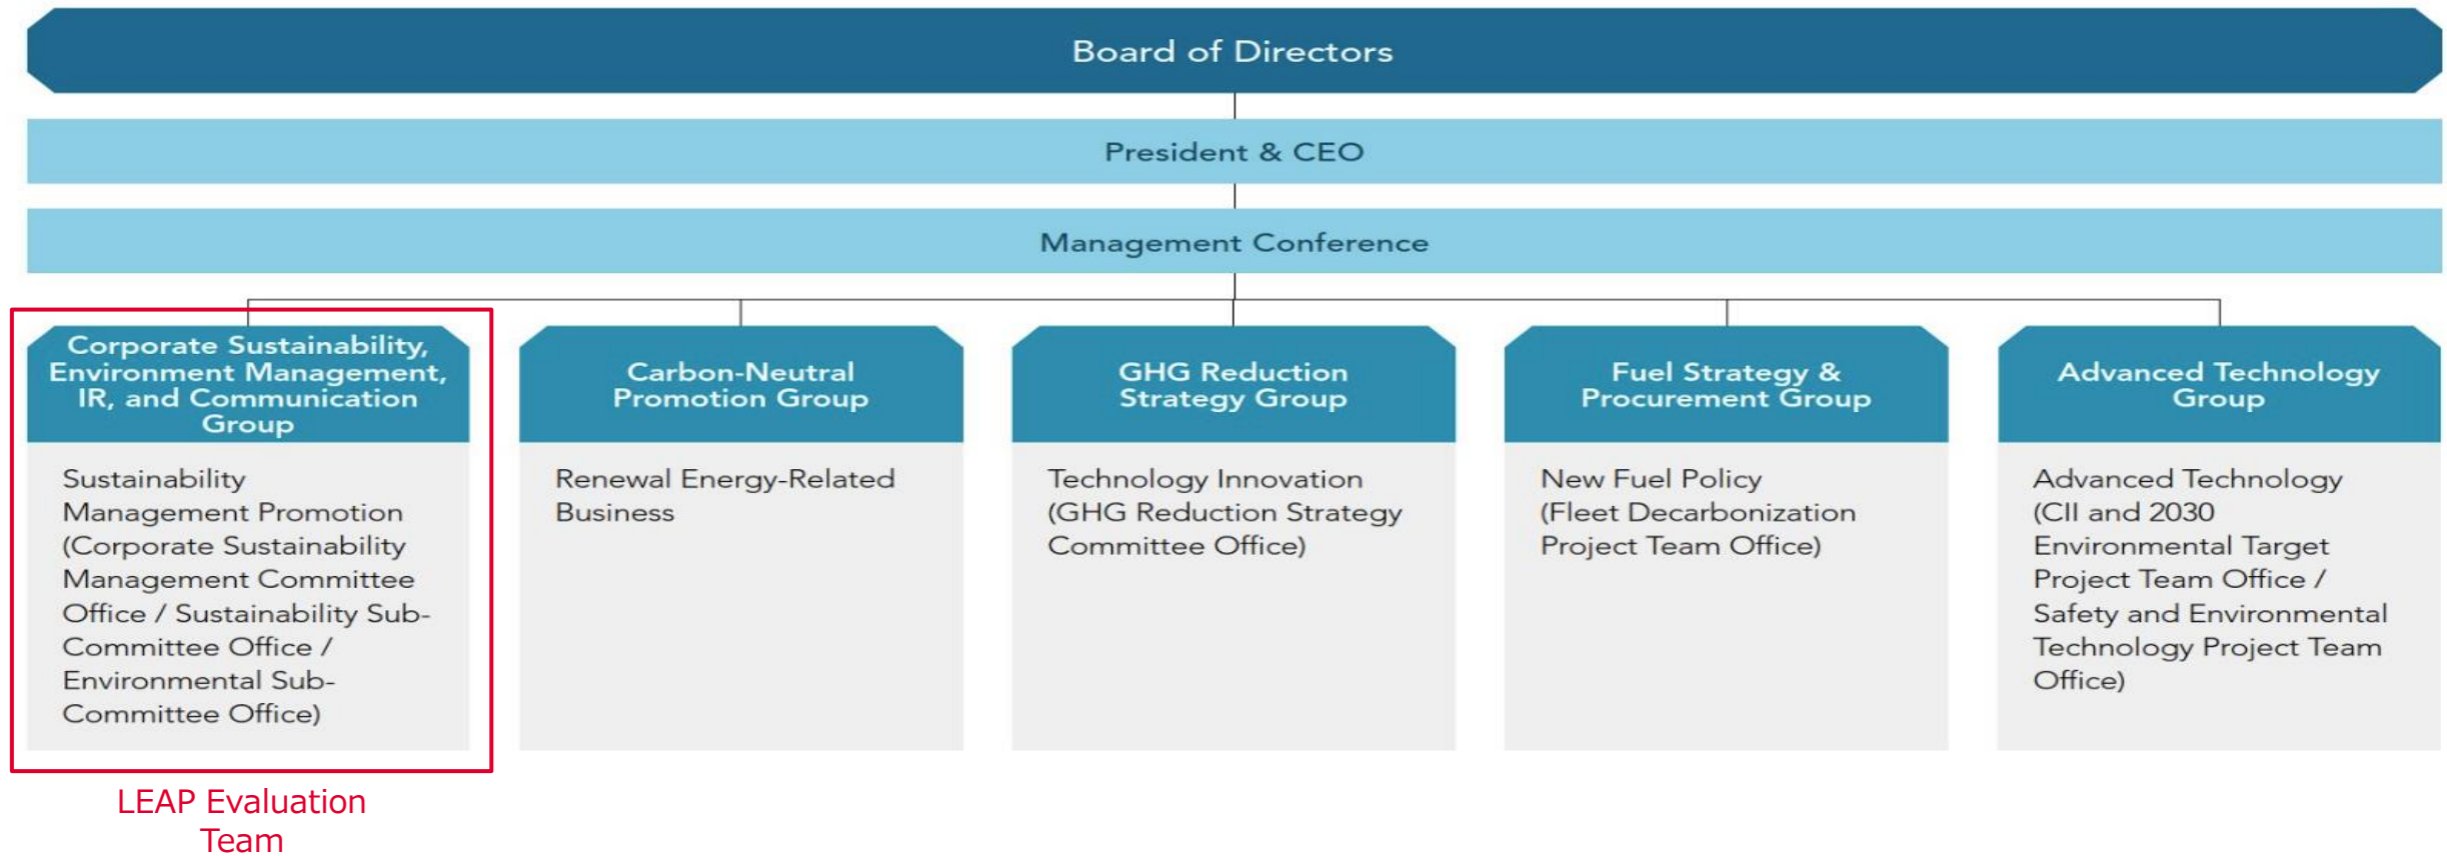 Board of Directors
President & CEO
Management Conference
Corporate Sustainability,
Environment Management,
IR, and Communication
Group
Sustainability
Management Promotion
(Corporate Sustainability
Management Committee
Office / Sustainability Sub-
Committee Office /
Environmental Sub-
Committee Office)
LEAP Evaluation
Team
Carbon-Neutral
Promotion Group
Renewal Energy-Related
Business
GHG Reduction
Strategy Group
Technology Innovation
(GHG Reduction Strategy
Committee Office)
Fuel Strategy &
Procurement Group
New Fuel Policy
(Fleet Decarbonization
Project Team Office)
Advanced Technology
Group
Advanced Technology
(CII and 2030
Environmental Target
Project Team Office /
Safety and Environmental
Technology Project Team
Office)